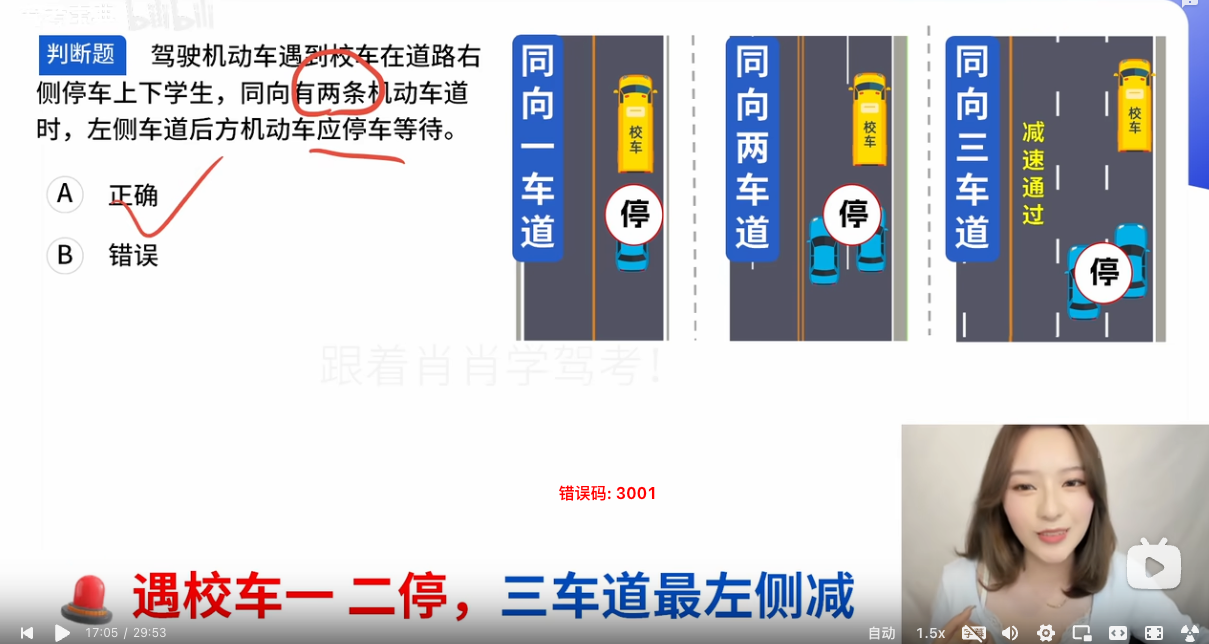 bilibili
判断题 驾驶机动车遇到校车在道路右
侧停车上下学生，同向有两条机动车道
时，左侧车道后方机动车应停车等待。
A 正确
B 错误
同向一车道
校车
停
同向两车道
校车
停
同向三车道
减速通过
校车
停
跟着肖肖学驾考！
错误码: 3001
遇校车一 二停，三车道最左侧减
17:05 / 29:53
自动
1.5x
字幕